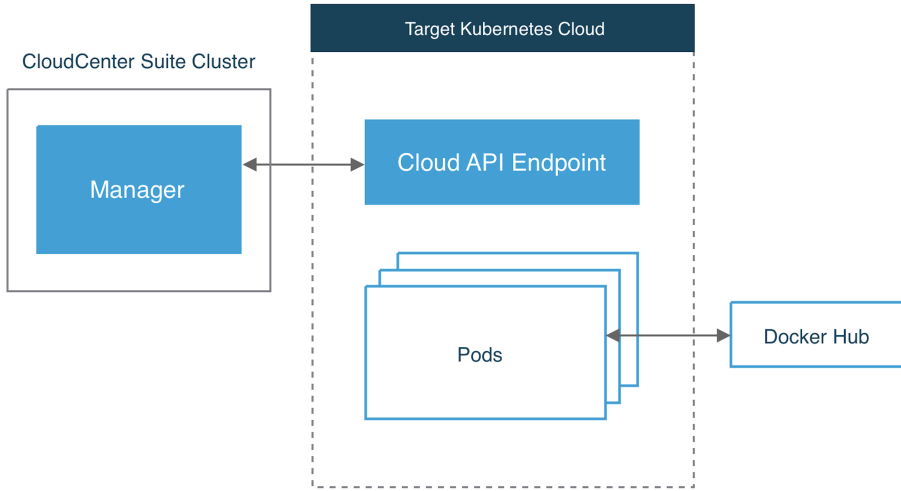 Target Kubernetes Cloud
CloudCenter Suite Cluster
Manager
Cloud API Endpoint
Pods
Docker Hub